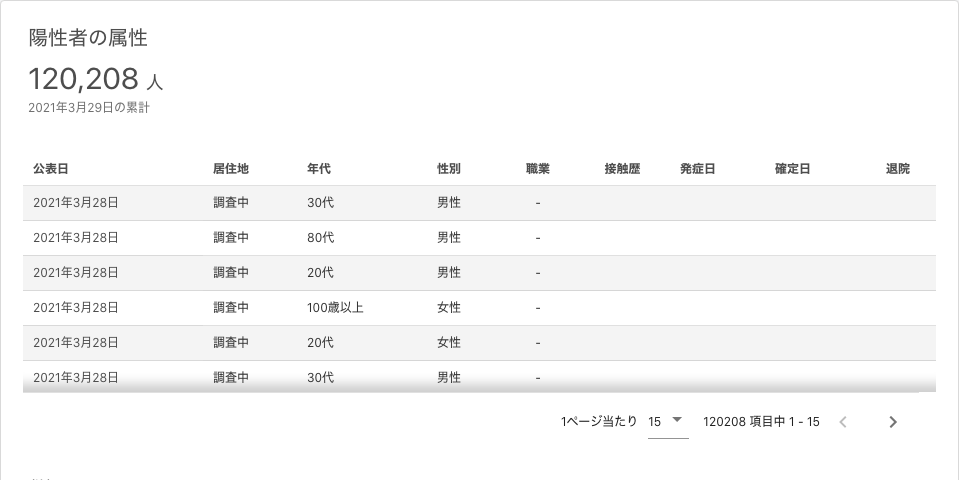 陽性者の属性
120,208 人
2021年3月29日の累計
公表日 居住地 年代 性別 職業 接触歴 発症日 確定日 退院
2021年3月28日 調査中 30代 男性 -
2021年3月28日 調査中 80代 男性 -
2021年3月28日 調査中 20代 男性 -
2021年3月28日 調査中 100歳以上 女性 -
2021年3月28日 調査中 20代 女性 -
2021年3月28日 調査中 30代 男性 -
1ページ当たり 15 120208 項目中 1 - 15